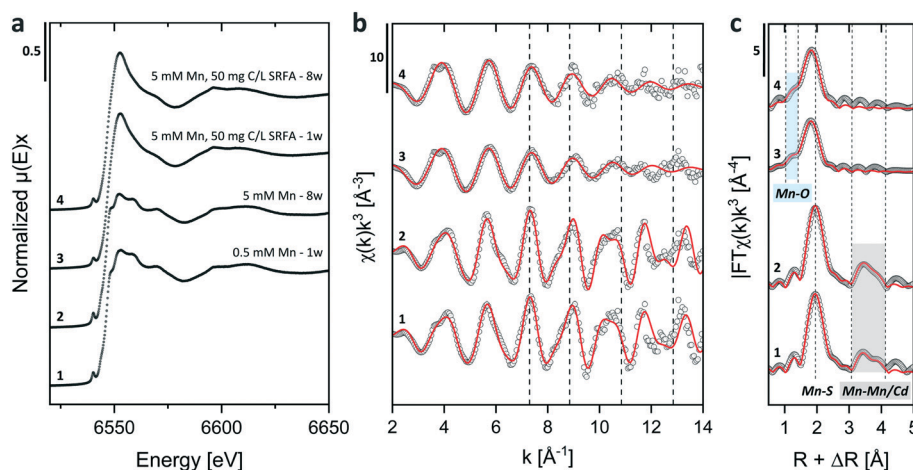 a
0.5
Normalized μ(E)x
5 mM Mn, 50 mg C/L SRFA - 8w
5 mM Mn, 50 mg C/L SRFA - 1w
5 mM Mn - 8w
0.5 mM Mn - 1w
4
3
2
1
6550 6600 6650
Energy [eV]
b
10
χ(k)k³ [Å⁻³]
4
3
2
1
2 4 6 8 10 12 14
k [Å⁻¹]
c
5
|FTχ(k)k³ [Å⁻⁴]
4
3
Mn-O
2
1
Mn-S Mn-Mn/Cd
1 2 3 4 5
R + ΔR [Å]